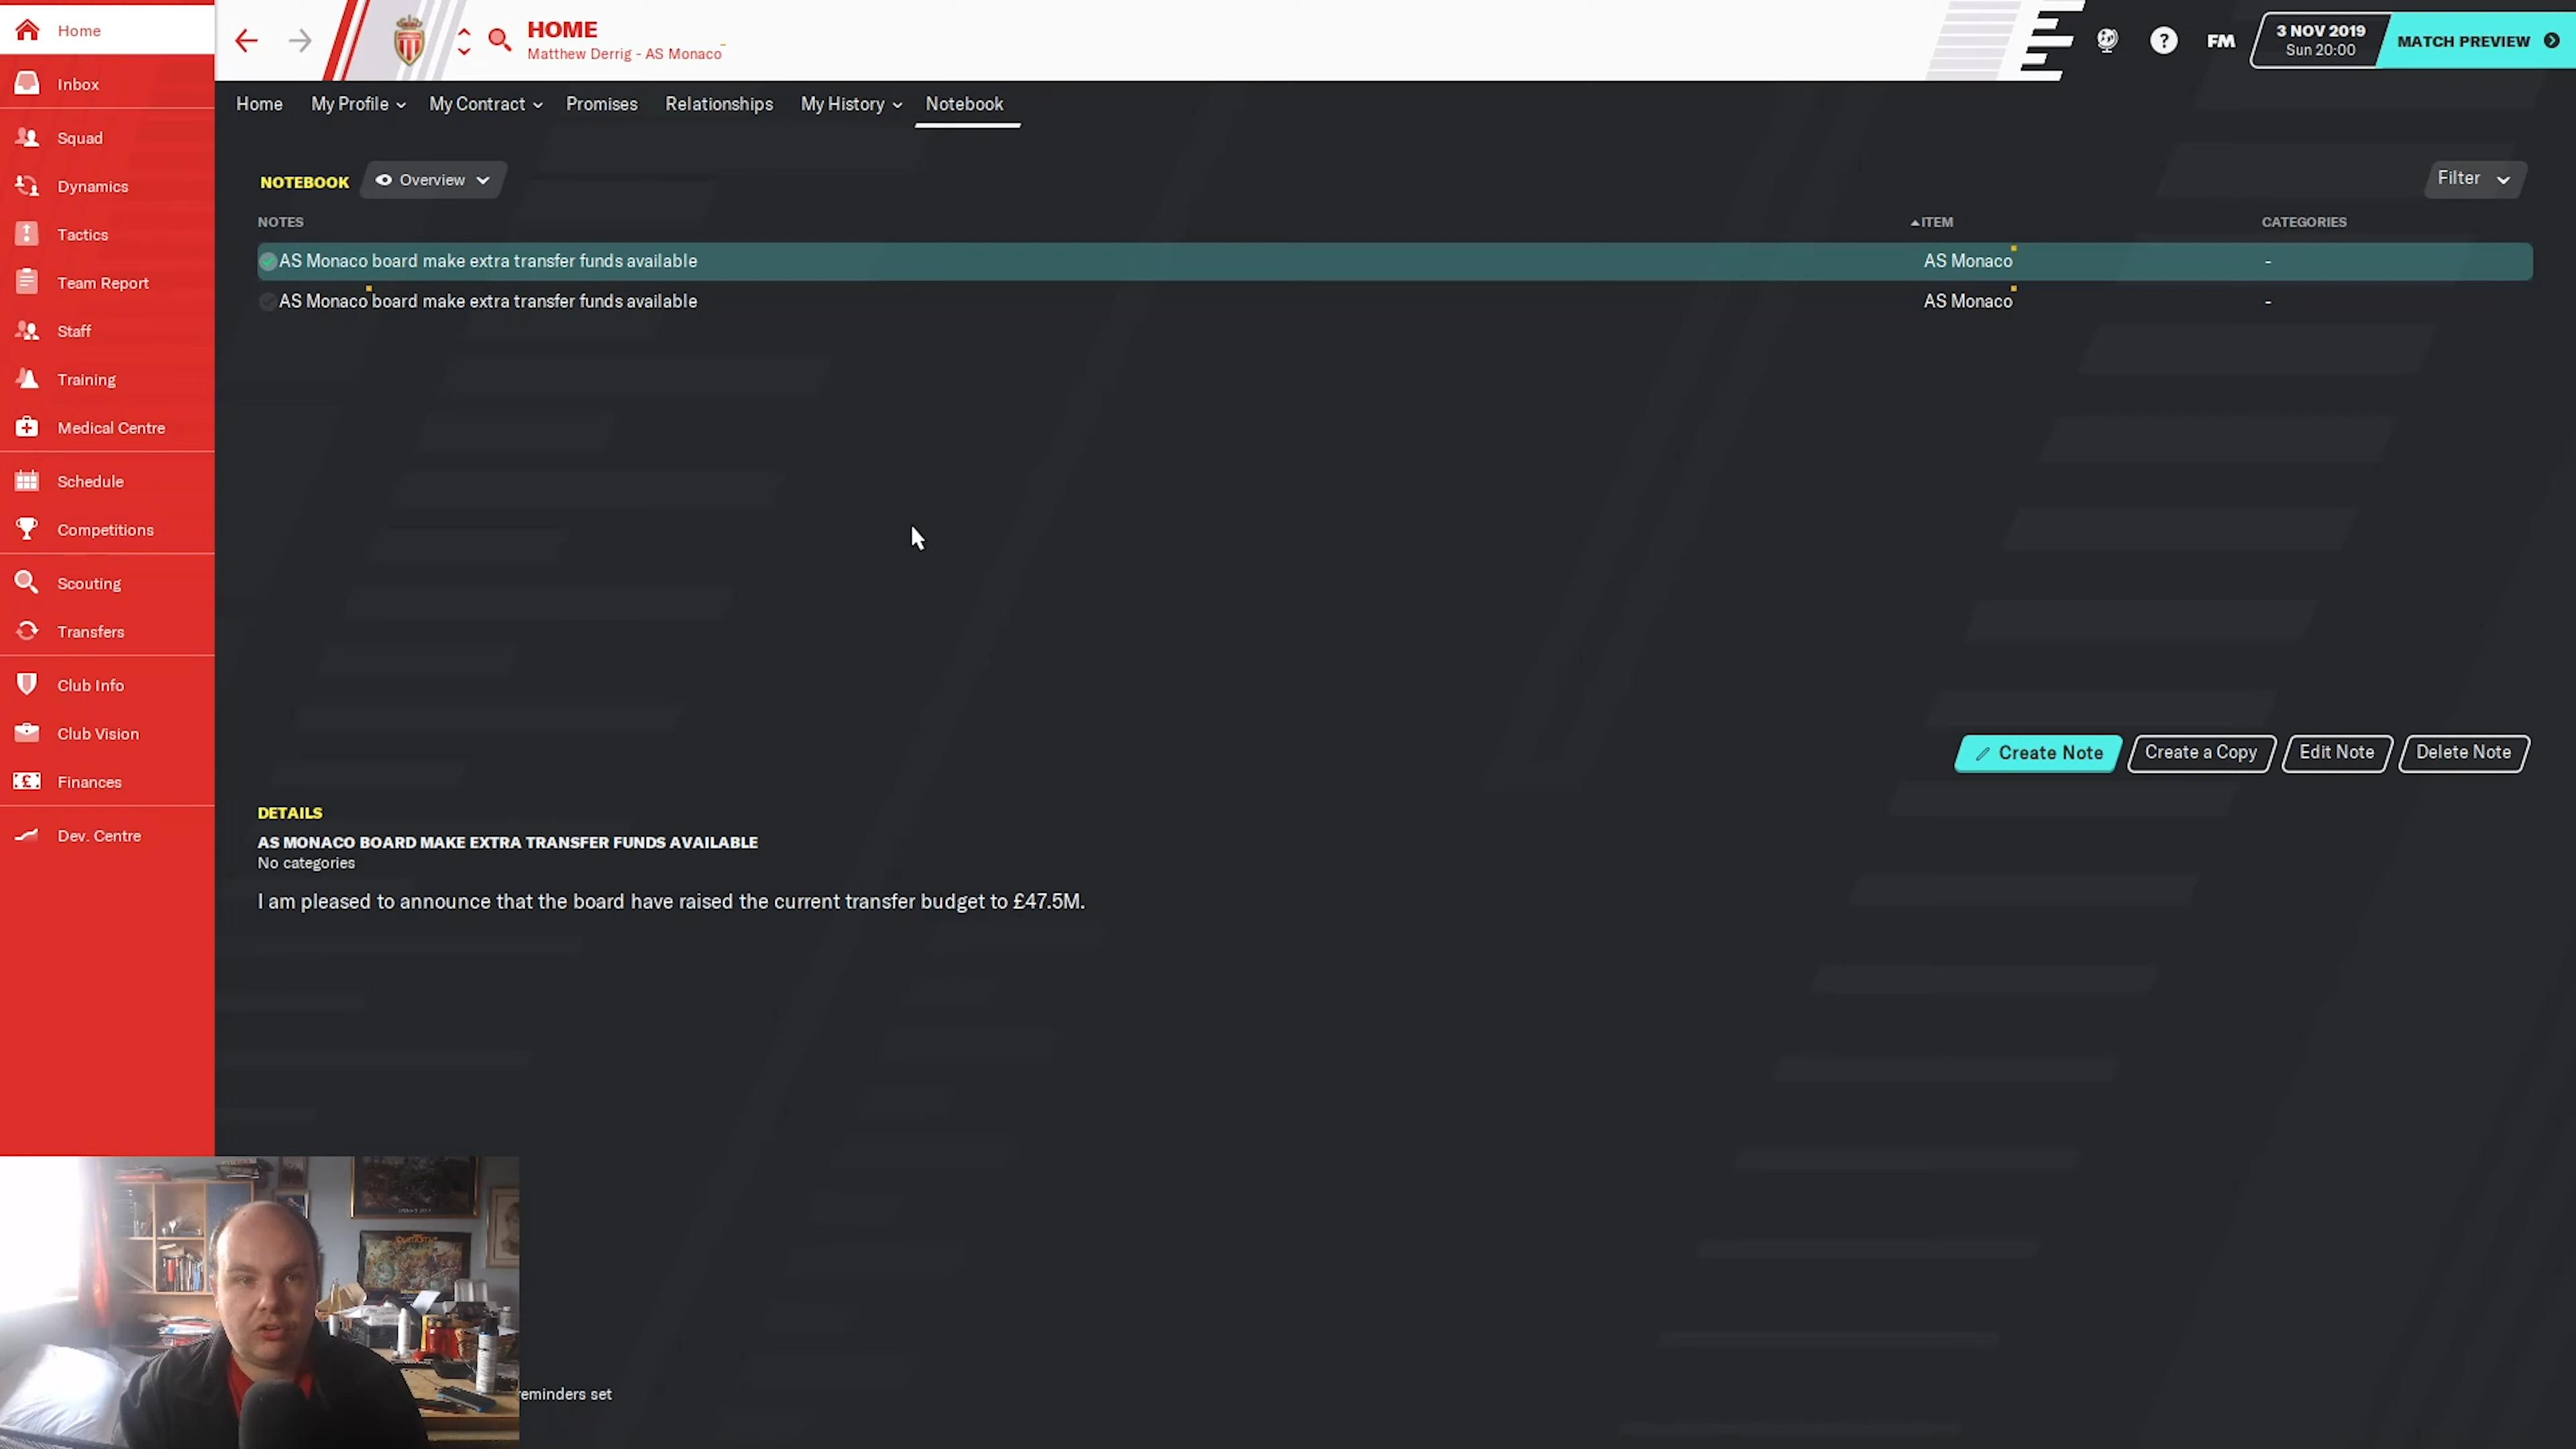 Home
Inbox
Squad
Dynamics
Tactics
Team Report
Staff
Training
Medical Centre
Schedule
Competitions
Scouting
Transfers
Club Info
Club Vision
Finances
Dev. Centre
HOME
Matthew Derrig - AS Monaco
FM
3 NOV 2019
Sun 20:00
MATCH PREVIEW
Home My Profile My Contract Promises Relationships My History Notebook
NOTEBOOK Overview Filter
NOTES ITEM CATEGORIES
AS Monaco board make extra transfer funds available AS Monaco -
AS Monaco board make extra transfer funds available AS Monaco -
Create Note Create a Copy Edit Note Delete Note
DETAILS
AS MONACO BOARD MAKE EXTRA TRANSFER FUNDS AVAILABLE
No categories
I am pleased to announce that the board have raised the current transfer budget to £47.5M.
reminders set